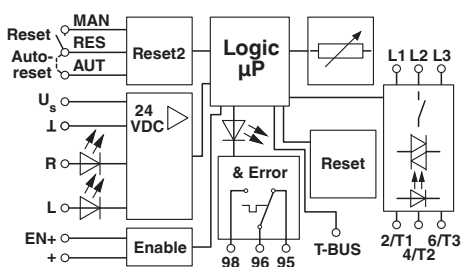 MAN
Reset
RES
Auto-
reset
AUT
Reset2
Logic
µP
L1 L2 L3
Us
⊥
24
VDC
R
L
& Error
Reset
EN+
+
Enable
98 96 95
T-BUS
2/T1 6/T3
4/T2